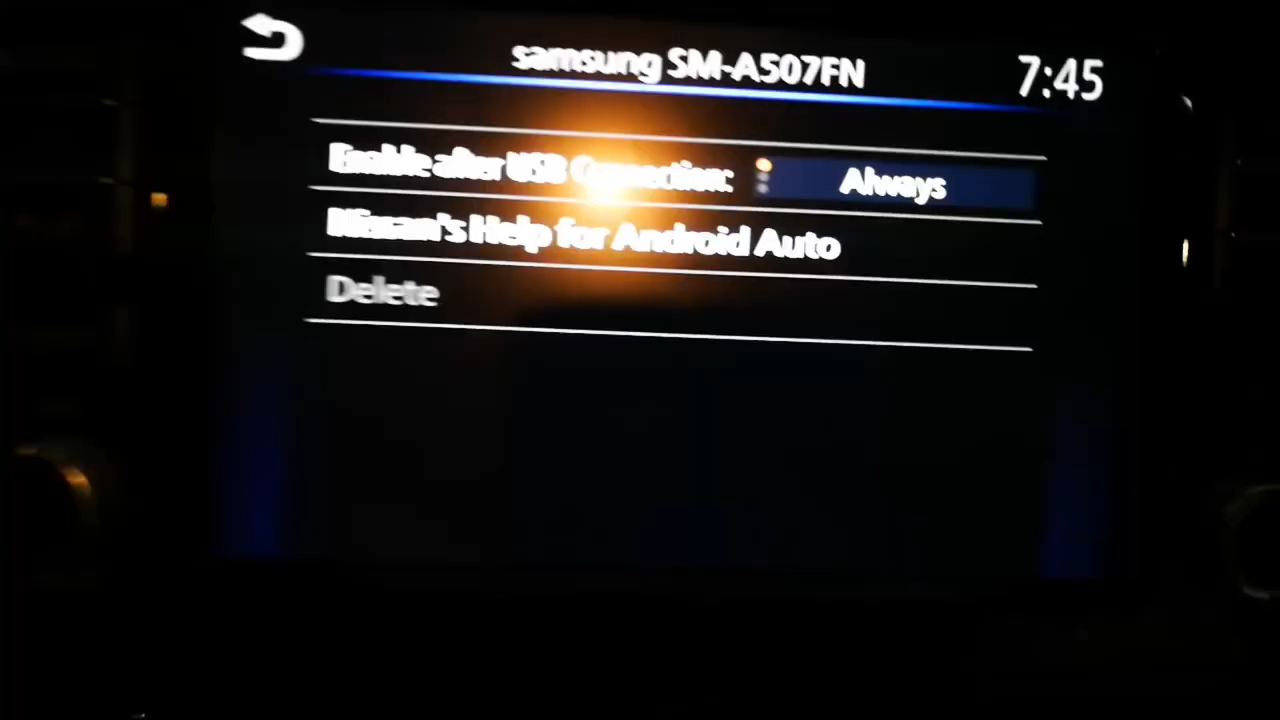 samsung SM-A507FN
7:45
Enable after USB Connection:
Always
Nissan's Help for Android Auto
Delete